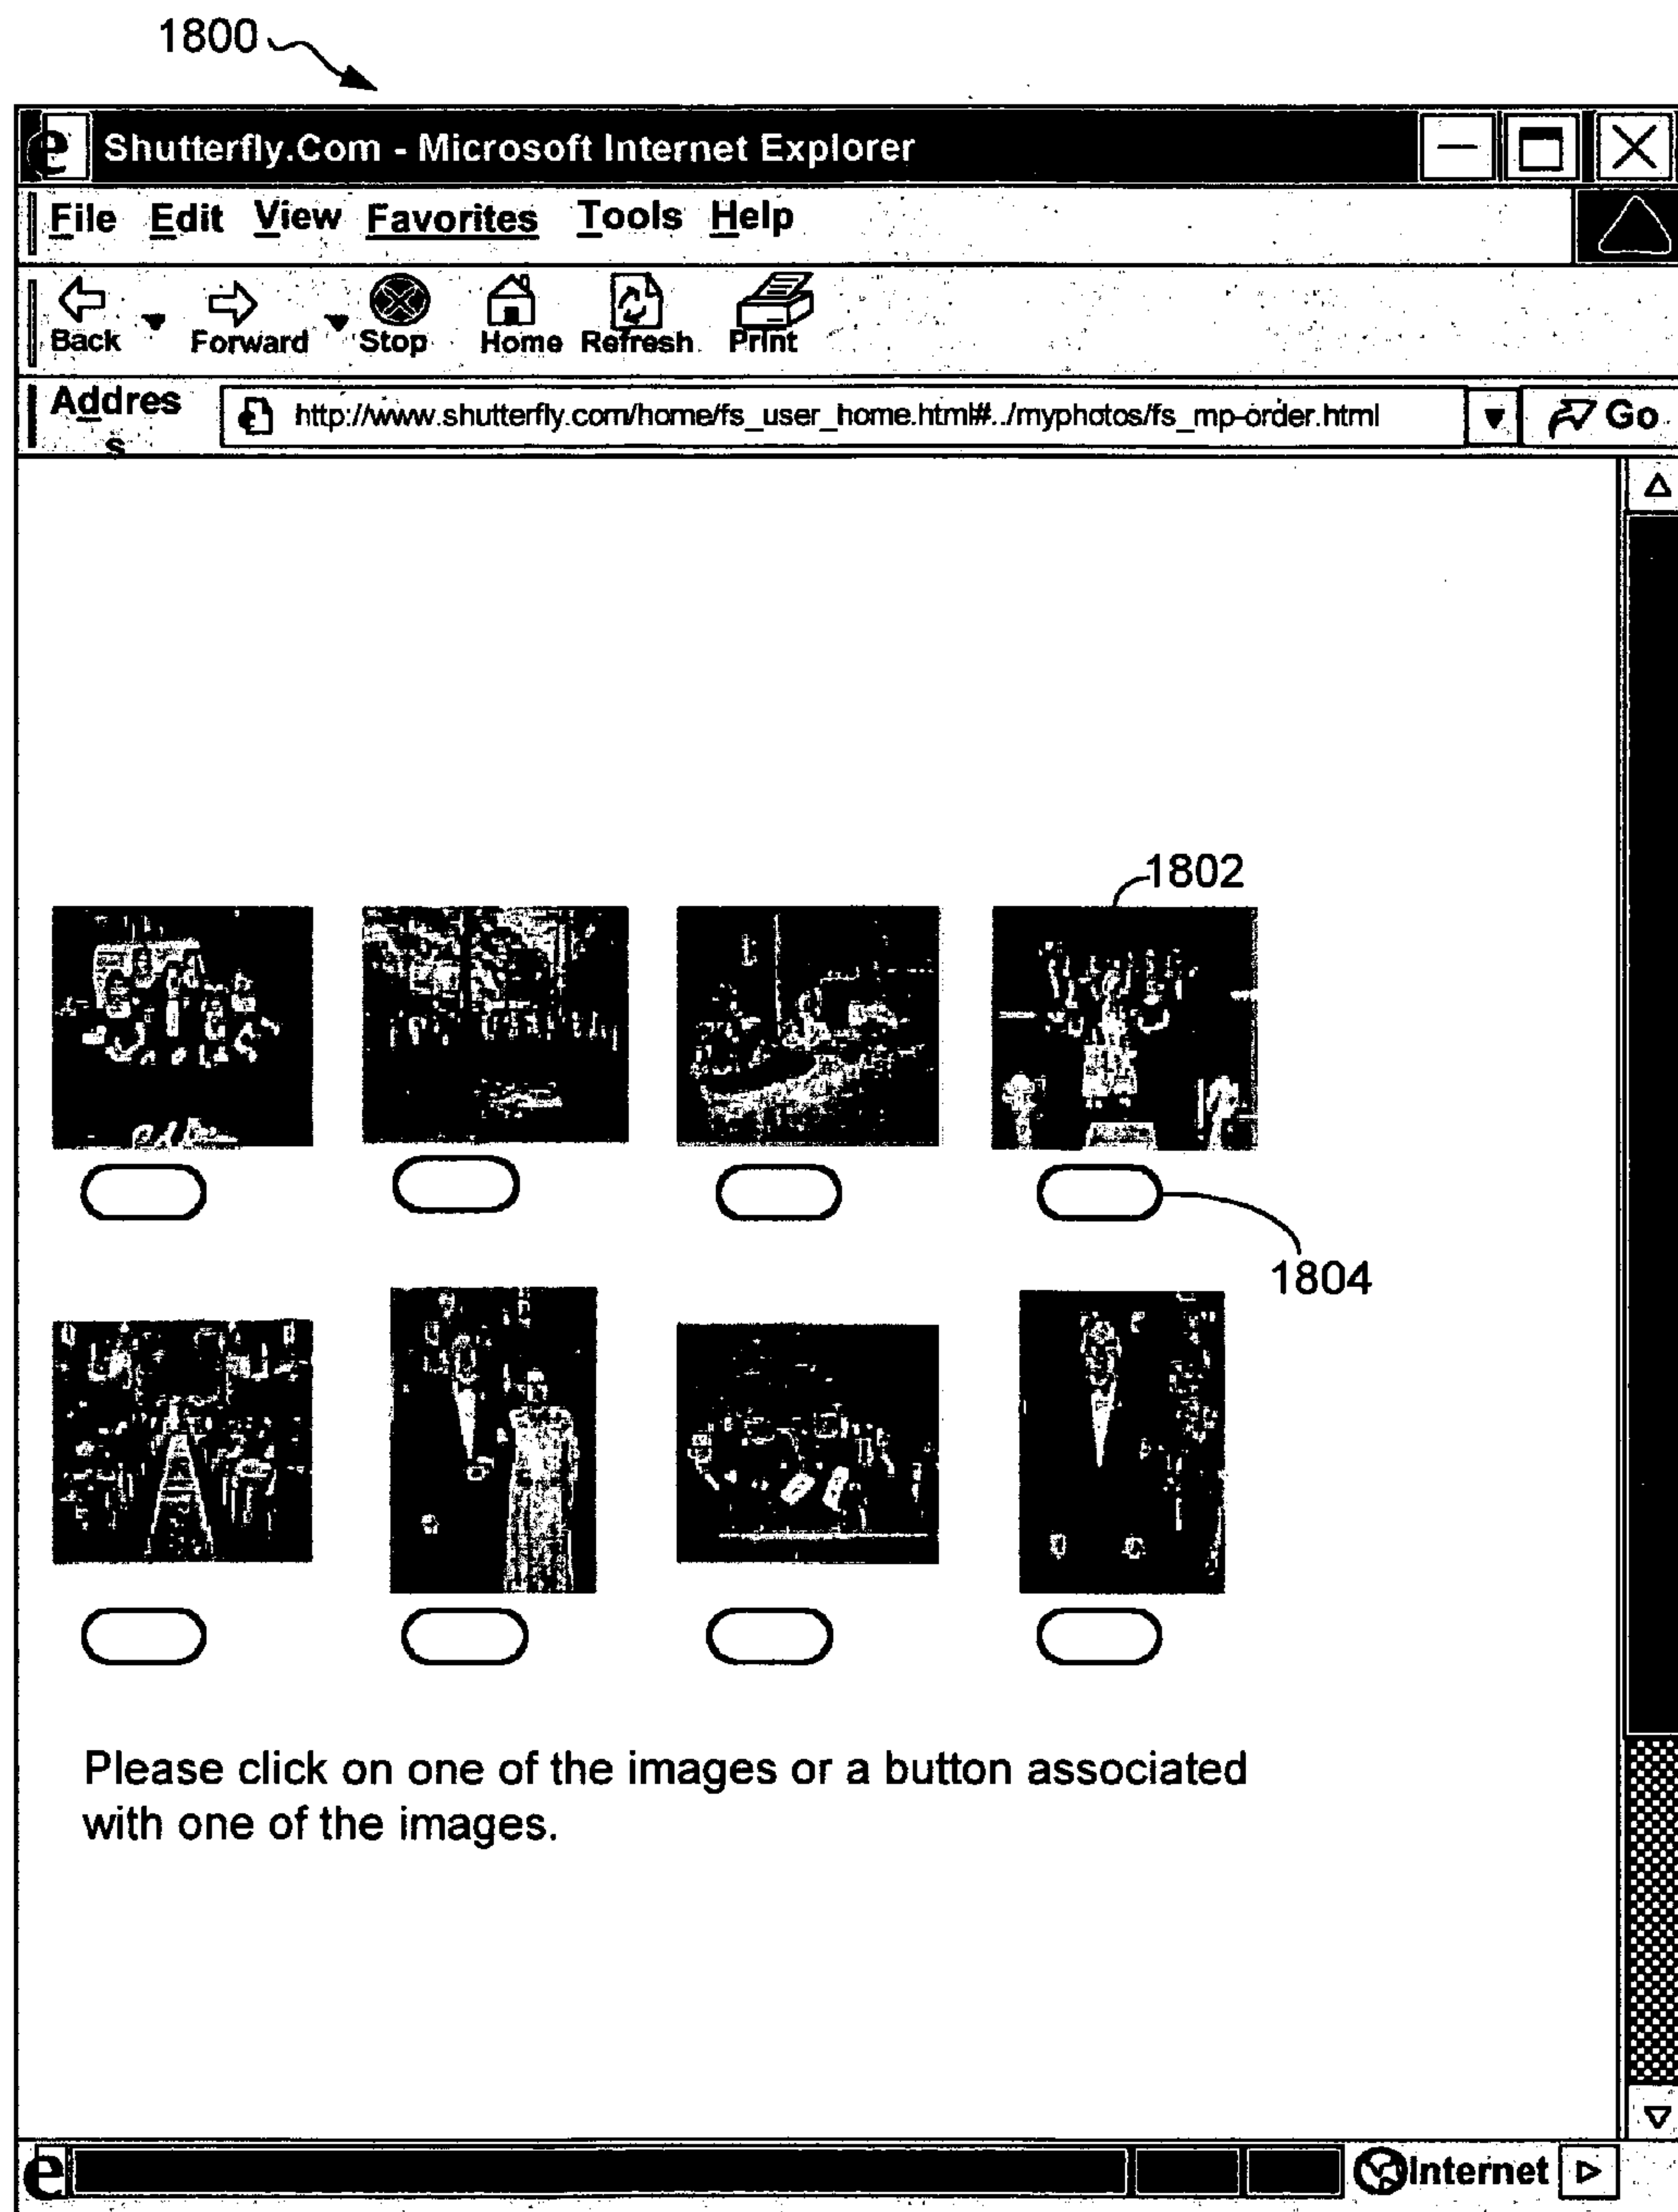 1800
Shutterfly.Com - Microsoft Internet Explorer
File Edit View Favorites Tools Help
Back Forward Stop Home Refresh Print
Addres
s
http://www.shutterfly.com/home/fs_user_home.html#../myphotos/fs_mp-order.html
Go
1802
1804
Please click on one of the images or a button associated
with one of the images.
Internet